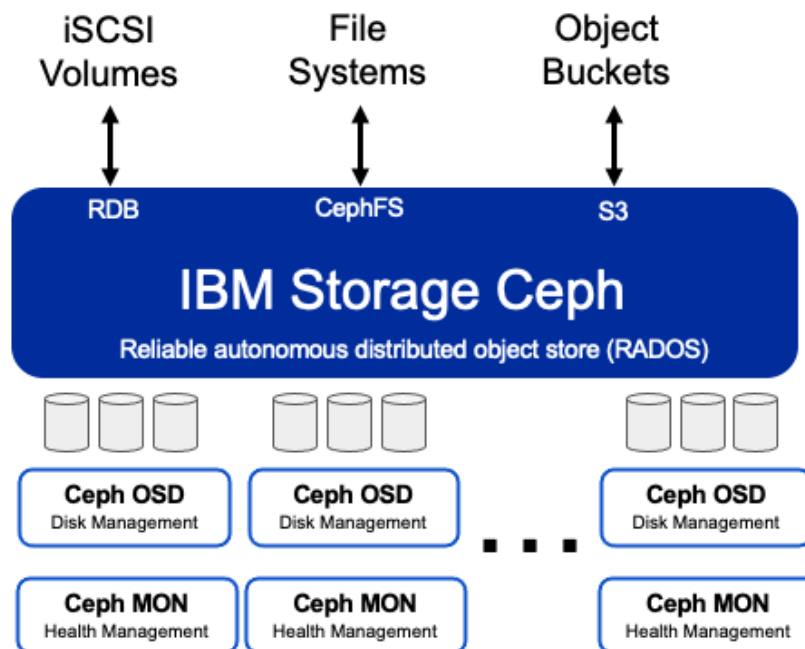 iSCSI
Volumes
File
Systems
Object
Buckets
RDB
CephFS
S3
IBM Storage Ceph
Reliable autonomous distributed object store (RADOS)
Ceph OSD
Disk Management
Ceph OSD
Disk Management
Ceph OSD
Disk Management
Ceph MON
Health Management
Ceph MON
Health Management
Ceph MON
Health Management